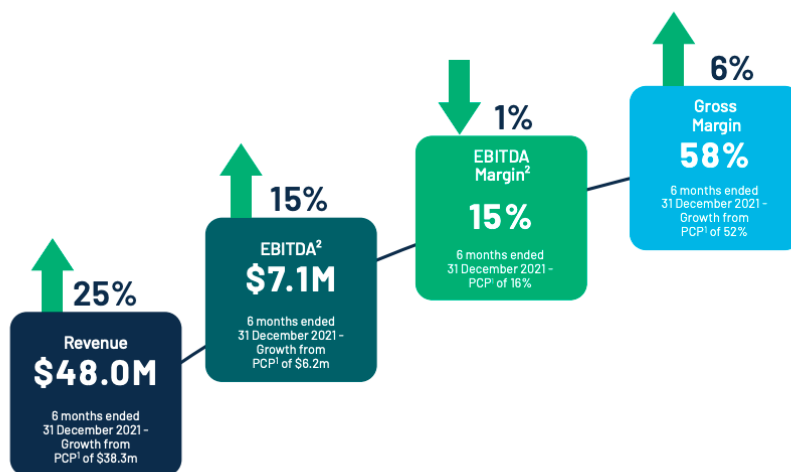 25%
Revenue
$48.0M
6 months ended
31 December 2021 -
Growth from
PCP¹ of $38.3m
15%
EBITDA²
$7.1M
6 months ended
31 December 2021 -
Growth from
PCP¹ of $6.2m
1%
EBITDA
Margin²
15%
6 months ended
31 December 2021 -
PCP¹ of 16%
6%
Gross
Margin
58%
6 months ended
31 December 2021 -
Growth from
PCP¹ of 52%